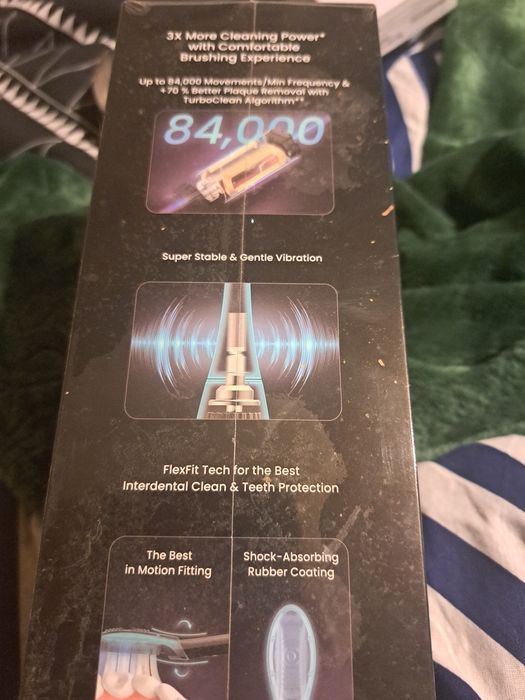 3X More Cleaning Power*
with Comfortable
Brushing Experience
Up to 84,000 Movements/Min Frequency &
+70 % Better Plaque Removal with
TurboClean Algorithm**
84,000
Super Stable & Gentle Vibration
FlexFit Tech for the Best
Interdental Clean & Teeth Protection
The Best
in Motion Fitting
Shock-Absorbing
Rubber Coating